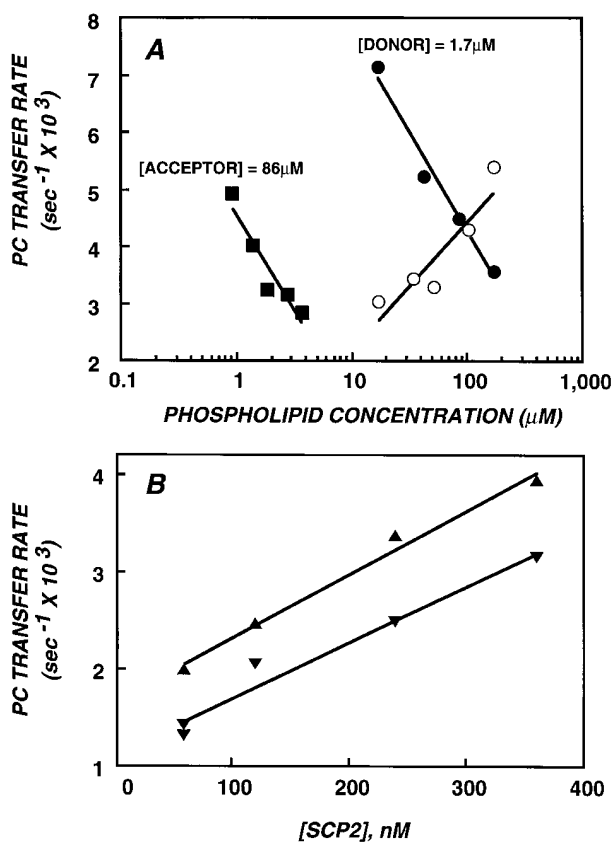 A
[DONOR] = 1.7μM
[ACCEPTOR] = 86μM
PC TRANSFER RATE
(sec⁻¹ X 10³)
8
7
6
5
4
3
2
0.1
1
10
100
1,000
PHOSPHOLIPID CONCENTRATION (μM)
B
PC TRANSFER RATE
(sec⁻¹ X 10³)
4
3
2
1
0
100
200
300
400
[SCP2], nM